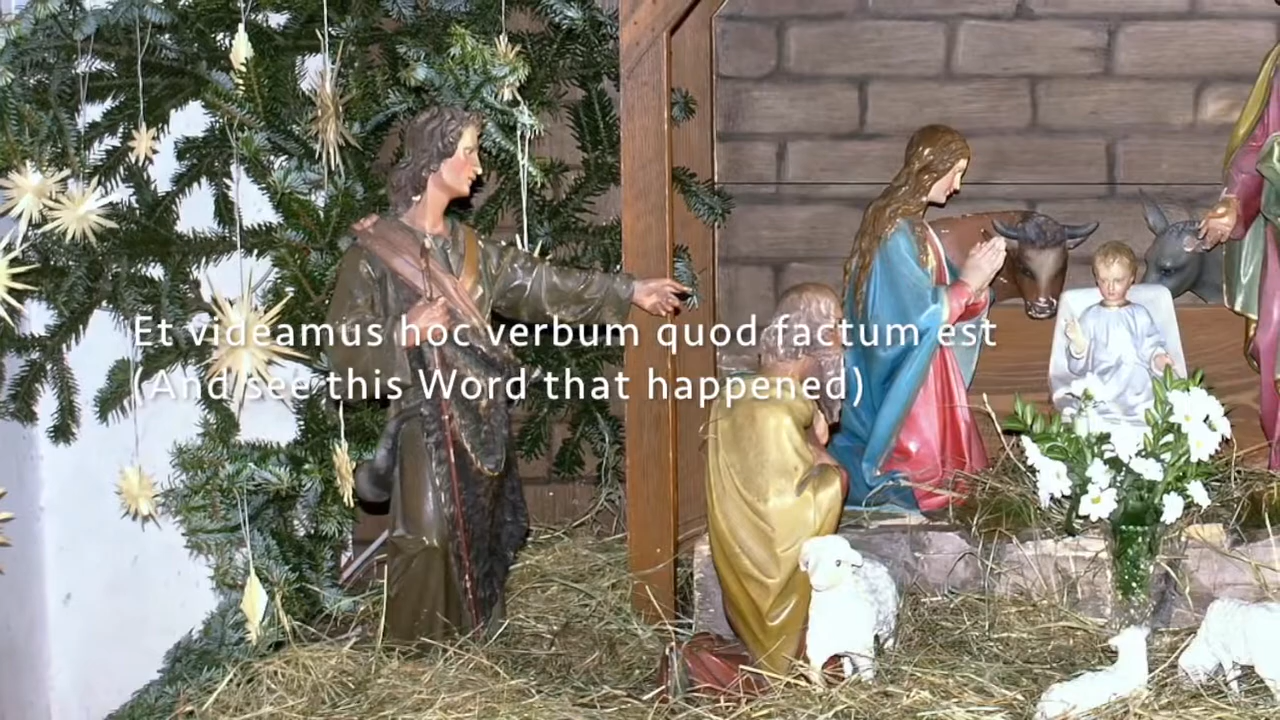 Et videamus hoc verbum quod factum est
(And see this Word that happened)